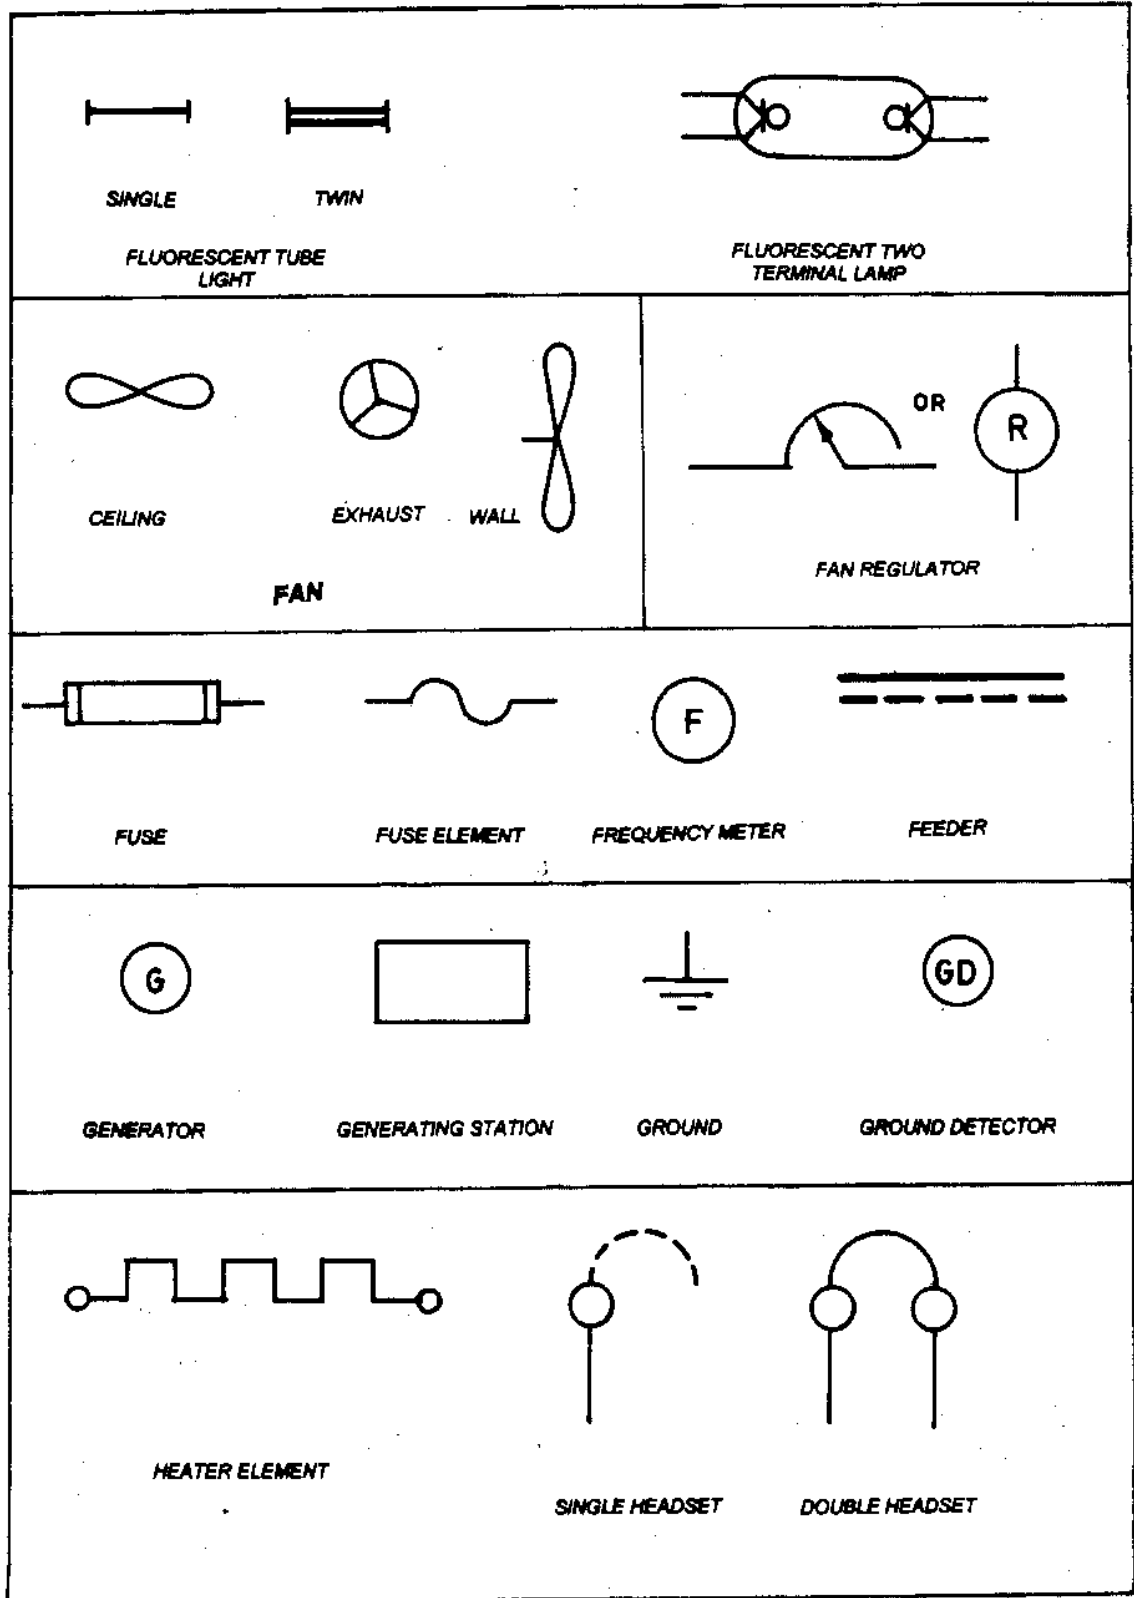 SINGLE
TWIN
FLUORESCENT TUBE
LIGHT
FLUORESCENT TWO
TERMINAL LAMP
CEILING
EXHAUST
WALL
FAN
OR
R
FAN REGULATOR
F
FUSE
FUSE ELEMENT
FREQUENCY METER
FEEDER
G
GD
GENERATOR
GENERATING STATION
GROUND
GROUND DETECTOR
HEATER ELEMENT
SINGLE HEADSET
DOUBLE HEADSET